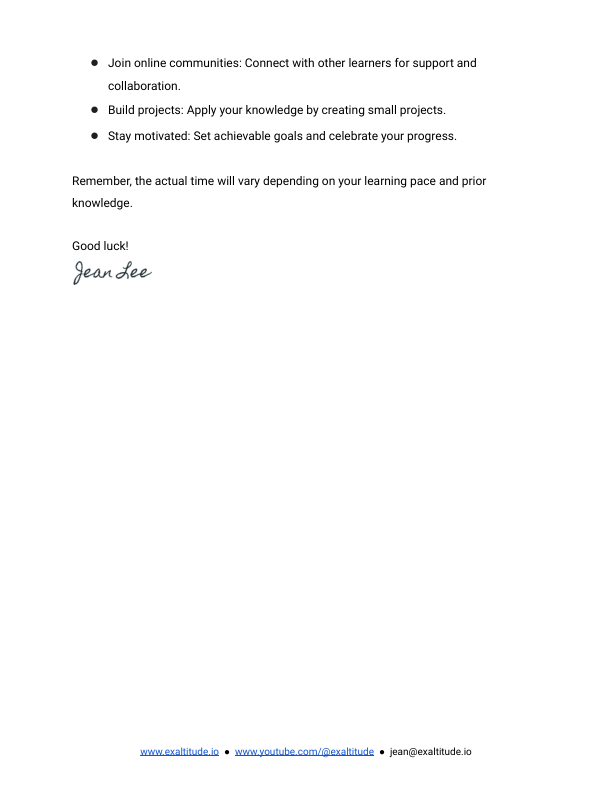 ● Join online communities: Connect with other learners for support and
collaboration.
● Build projects: Apply your knowledge by creating small projects.
● Stay motivated: Set achievable goals and celebrate your progress.
Remember, the actual time will vary depending on your learning pace and prior
knowledge.
Good luck!
Jean Lee
www.exaltitude.io ● www.youtube.com/@exaltitude ● jean@exaltitude.io